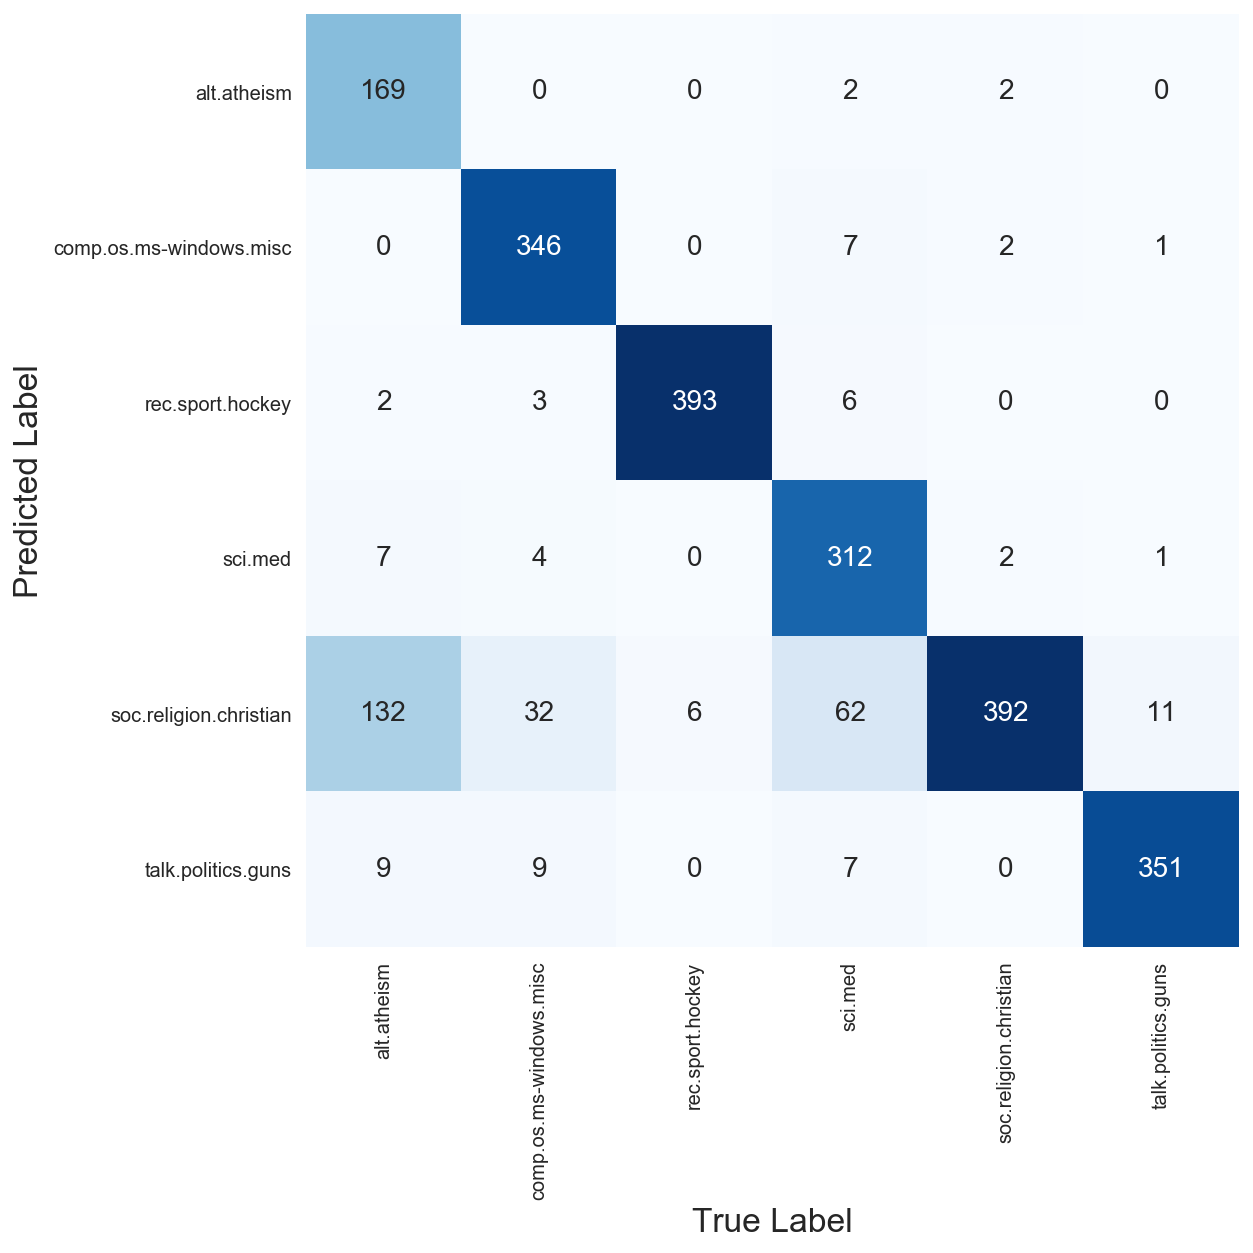 alt.atheism 169 0 0 2 2 0
comp.os.ms-windows.misc 0 346 0 7 2 1
rec.sport.hockey 2 3 393 6 0 0
sci.med 7 4 0 312 2 1
soc.religion.christian 132 32 6 62 392 11
talk.politics.guns 9 9 0 7 0 351
Predicted Label
alt.atheism
comp.os.ms-windows.misc
rec.sport.hockey
sci.med
soc.religion.christian
talk.politics.guns
True Label